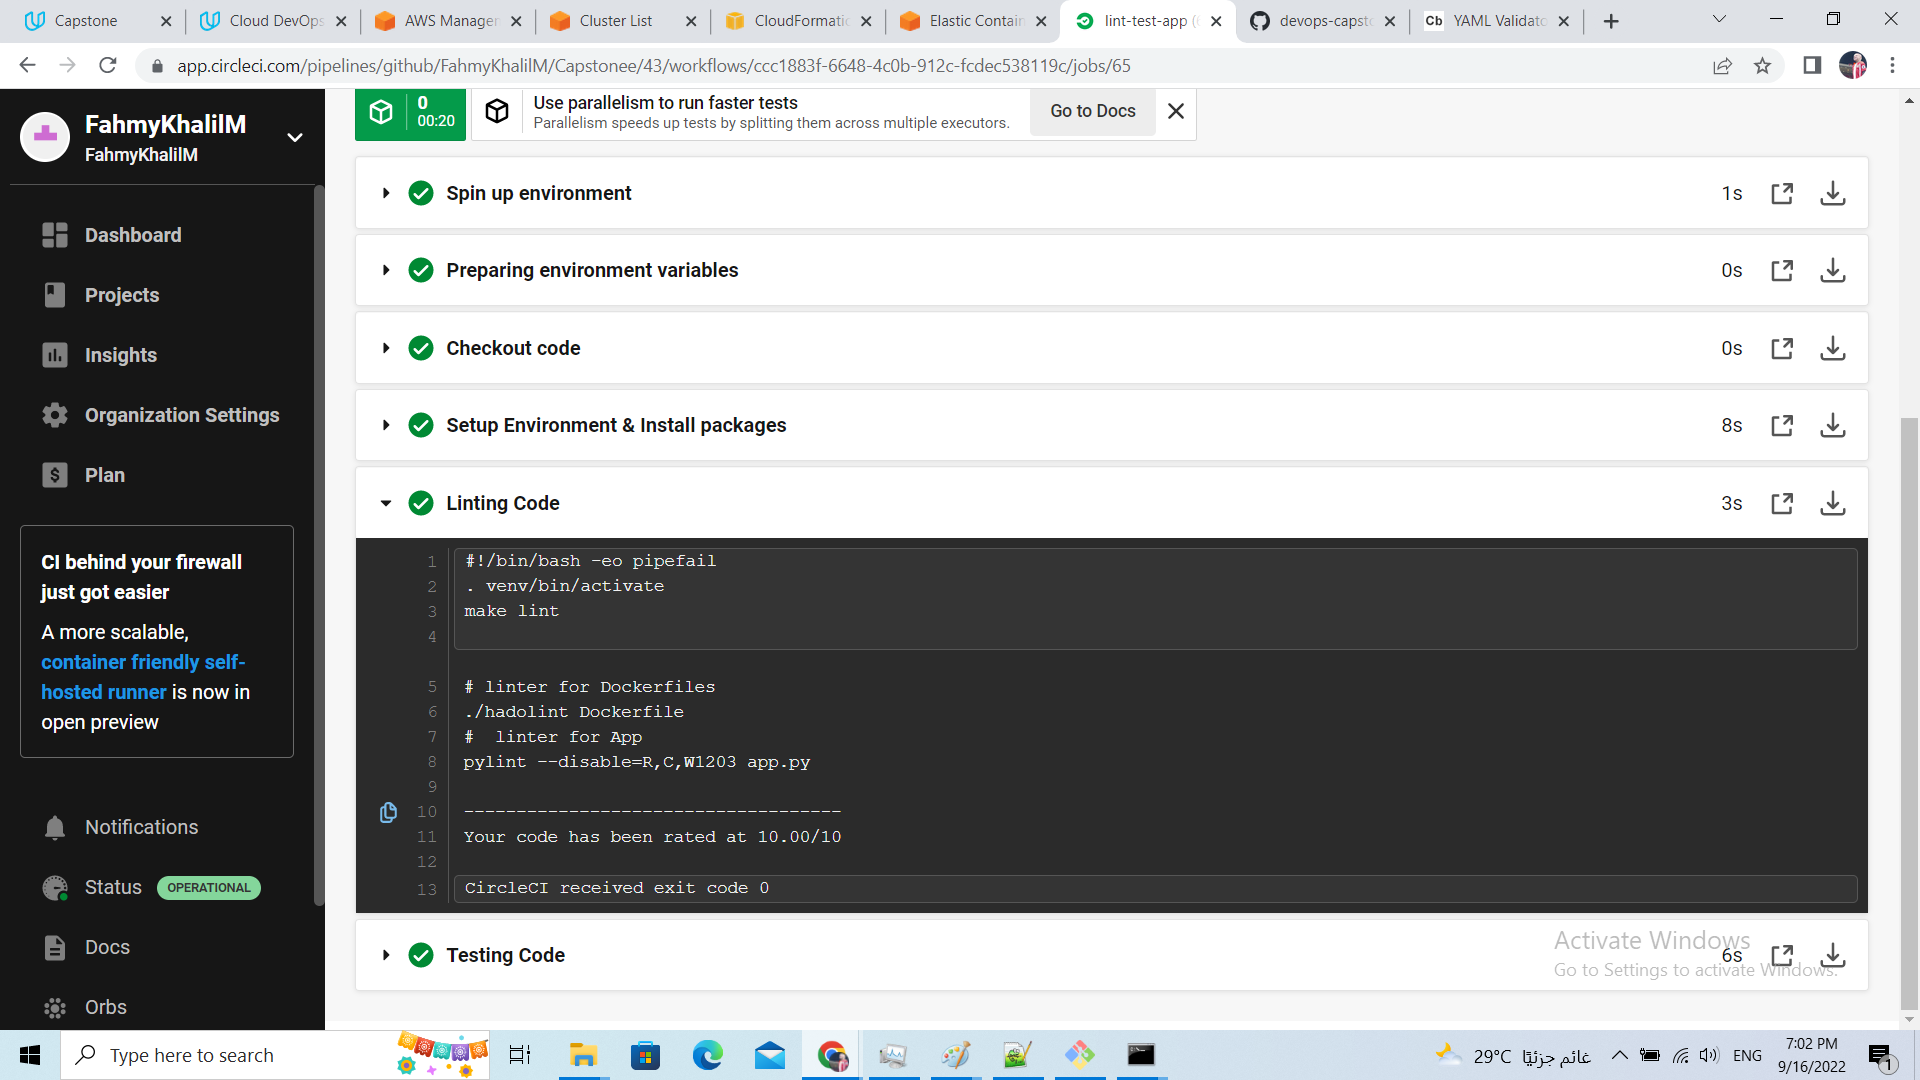 Capstone
Cloud DevOps
AWS Manager
Cluster List
CloudFormatio
Elastic Contain
lint-test-app (
devops-capsto
Cb YAML Validato
app.circleci.com/pipelines/github/FahmyKhalilM/Capstonee/43/workflows/ccc1883f-6648-4c0b-912c-fcdec538119c/jobs/65
FahmyKhalilM
FahmyKhalilM
Dashboard
Projects
Insights
Organization Settings
Plan
CI behind your firewall
just got easier
A more scalable,
container friendly self-
hosted runner is now in
open preview
Notifications
Status OPERATIONAL
Docs
Orbs
0
00:20
Use parallelism to run faster tests
Parallelism speeds up tests by splitting them across multiple executors.
Go to Docs
Spin up environment 1s
Preparing environment variables 0s
Checkout code 0s
Setup Environment & Install packages 8s
Linting Code 3s
1 #!/bin/bash -eo pipefail
2 . venv/bin/activate
3 make lint
4
5 # linter for Dockerfiles
6 ./hadolint Dockerfile
7 #  linter for App
8 pylint --disable=R,C,W1203 app.py
9
10 ------------------------------------
11 Your code has been rated at 10.00/10
12
13 CircleCI received exit code 0
Testing Code 6s
Activate Windows
Go to Settings to activate Windows.
Type here to search
29°C غائم جزئيًا
ENG
7:02 PM
9/16/2022
1